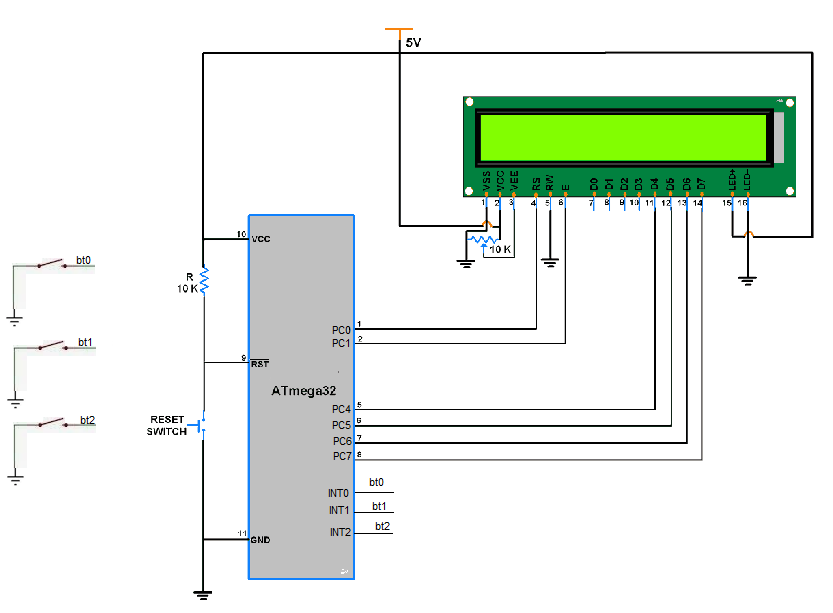 5V
VSS VCC VEE RS RW E D0 D1 D2 D3 D4 D5 D6 D7 LED+ LED-
1 2 3 4 5 6 7 8 9 10 11 12 13 14 15 16
10 K
10 VCC
bt0
R
10 K
PC0 1
bt1
PC1 2
9 RST
ATmega32
PC4 5
bt2
RESET
SWITCH
PC5 6
PC6 7
PC7 8
bt0
INT0
bt1
INT1
bt2
INT2
11 GND